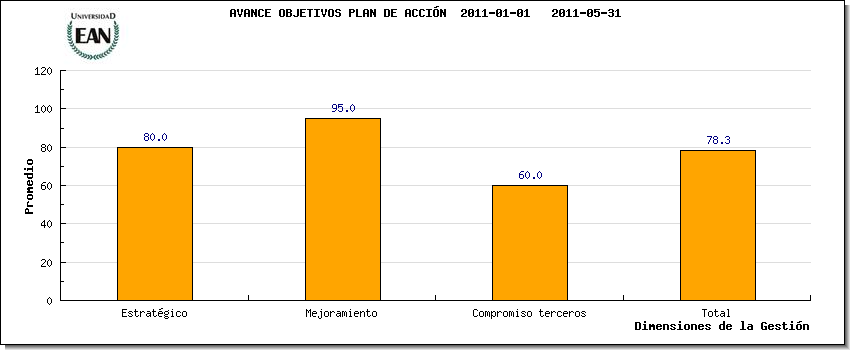 AVANCE OBJETIVOS PLAN DE ACCIÓN 2011-01-01 2011-05-31
UNIVERSIDAD
EAN
Promedio
120
100
80
60
40
20
0
80.0
95.0
60.0
78.3
Estratégico
Mejoramiento
Compromiso terceros
Total
Dimensiones de la Gestión